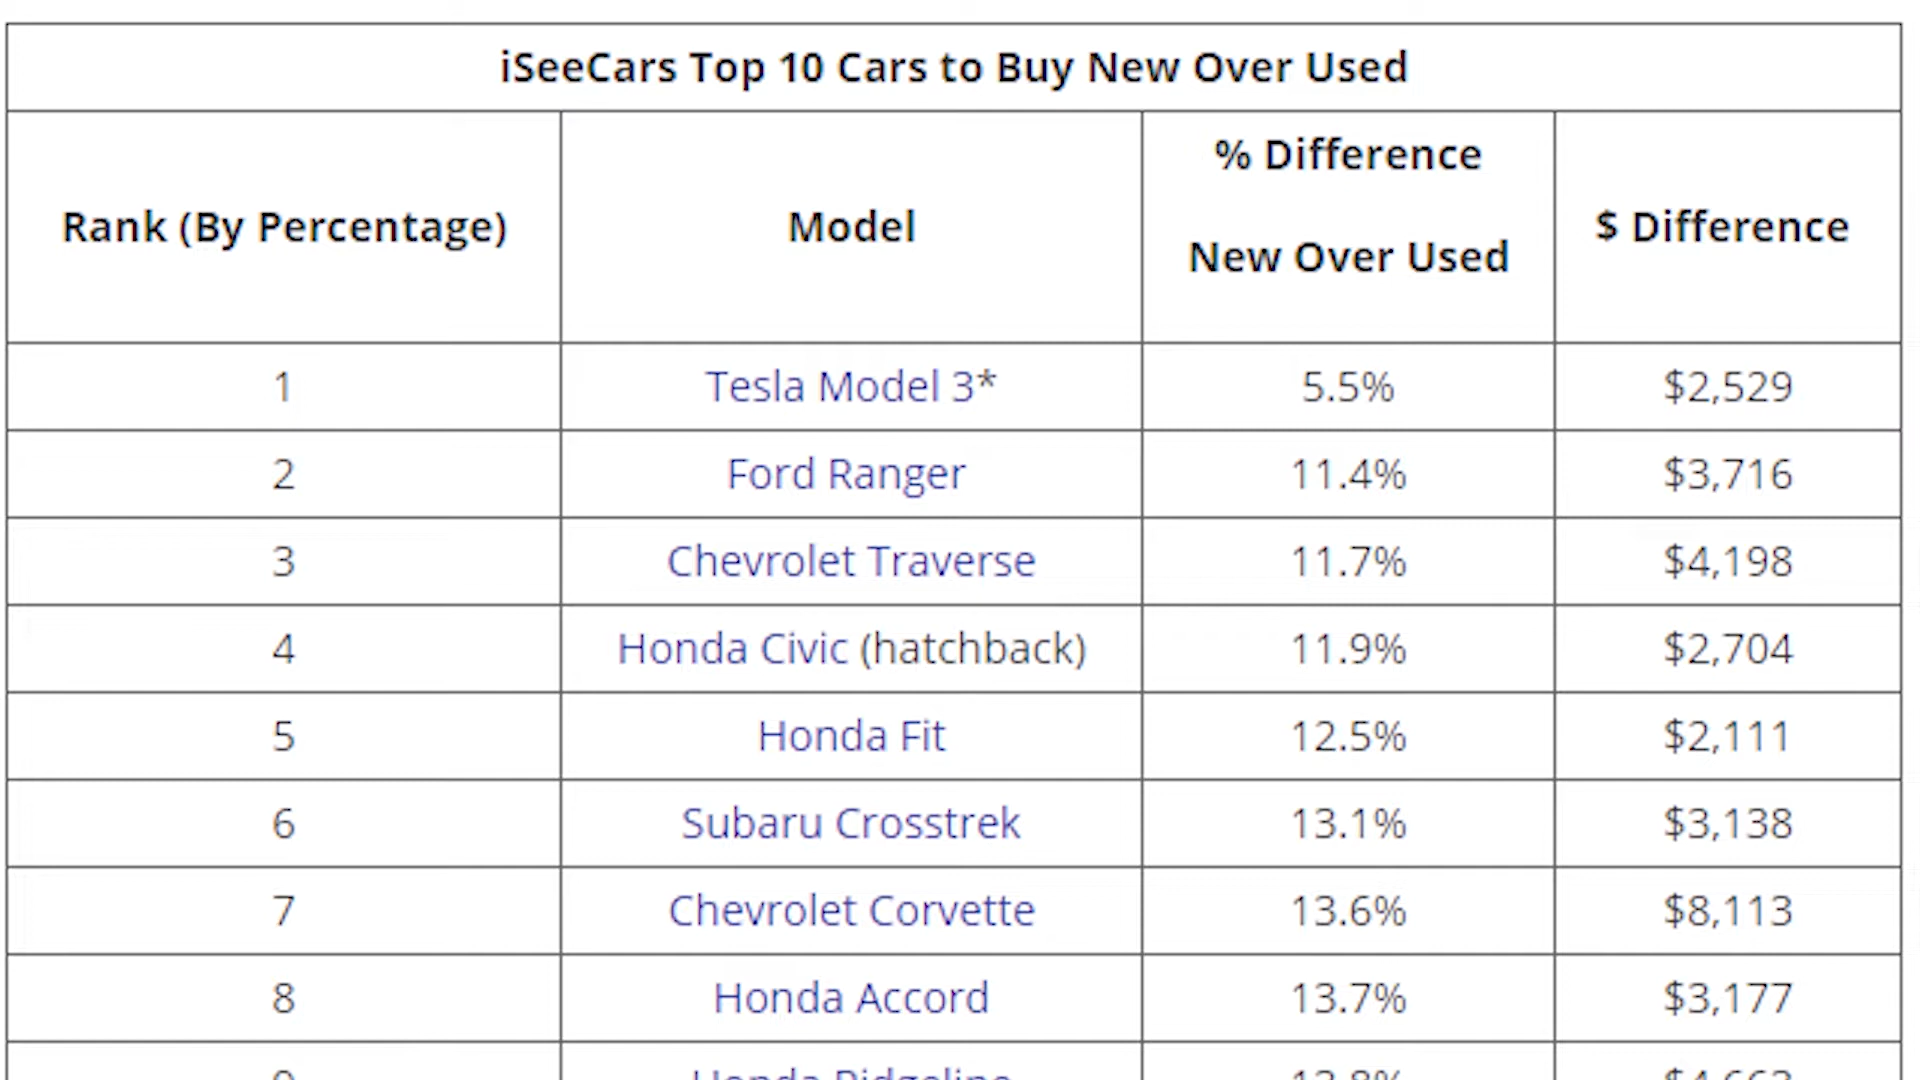 iSeeCars Top 10 Cars to Buy New Over Used
Rank (By Percentage) Model % Difference New Over Used $ Difference
1 Tesla Model 3* 5.5% $2,529
2 Ford Ranger 11.4% $3,716
3 Chevrolet Traverse 11.7% $4,198
4 Honda Civic (hatchback) 11.9% $2,704
5 Honda Fit 12.5% $2,111
6 Subaru Crosstrek 13.1% $3,138
7 Chevrolet Corvette 13.6% $8,113
8 Honda Accord 13.7% $3,177
Honda Ridgeline